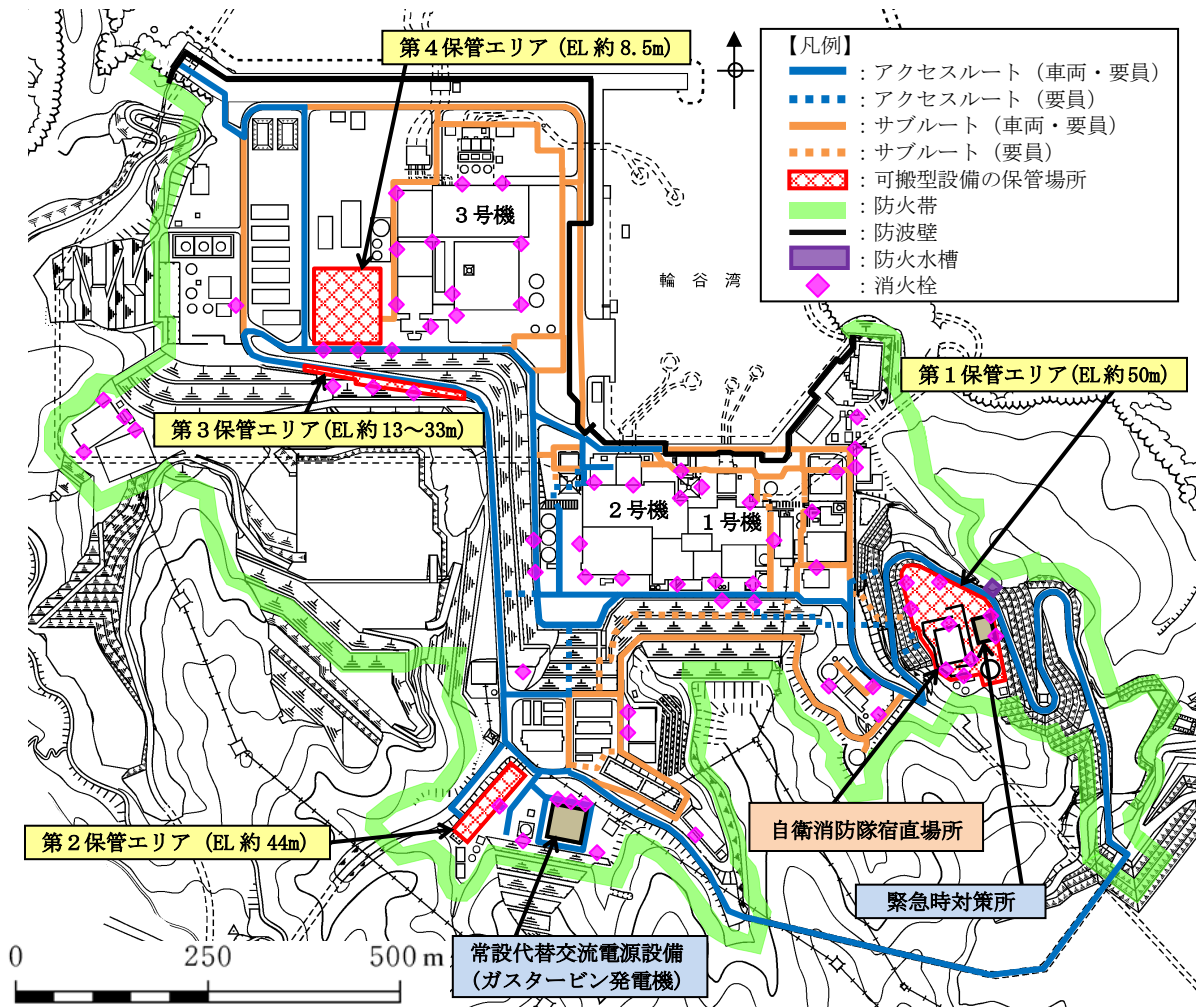 第4保管エリア (EL 約 8.5m)
【凡例】
: アクセスルート (車両・要員)
: アクセスルート (要員)
: サブルート (車両・要員)
: サブルート (要員)
: 可搬型設備の保管場所
: 防火帯
: 防波壁
: 防火水槽
: 消火栓
3号機
輪谷湾
第1保管エリア(EL 約 50m)
第3保管エリア(EL 約 13～33m)
2号機
1号機
自衛消防隊宿直場所
第2保管エリア (EL 約 44m)
緊急時対策所
常設代替交流電源設備
(ガスタービン発電機)
0 250 500 m